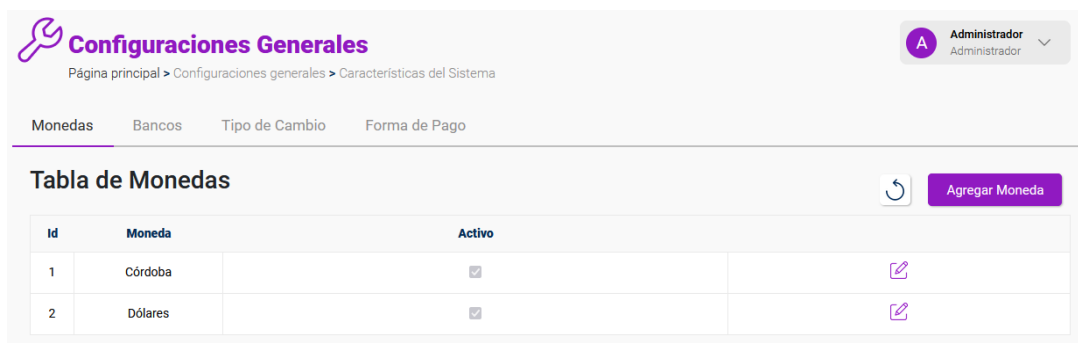 Configuraciones Generales
Página principal > Configuraciones generales > Características del Sistema
A
Administrador
Administrador
Monedas Bancos Tipo de Cambio Forma de Pago
Tabla de Monedas
Agregar Moneda
Id Moneda Activo
1 Córdoba
2 Dólares